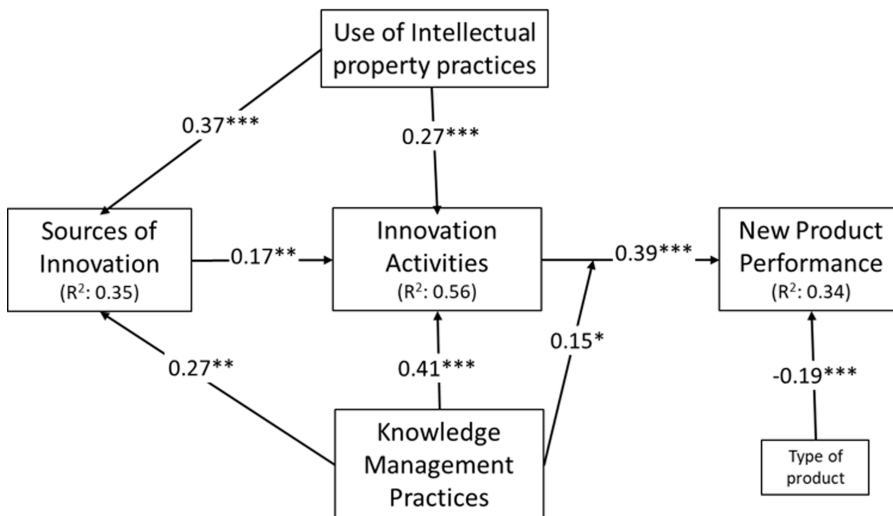 Use of Intellectual
property practices
0.37***
0.27***
Sources of
Innovation
(R²: 0.35)
0.17**
Innovation
Activities
(R²: 0.56)
0.39***
New Product
Performance
(R²: 0.34)
0.27**
0.41***
0.15*
-0.19***
Knowledge
Management
Practices
Type of
product